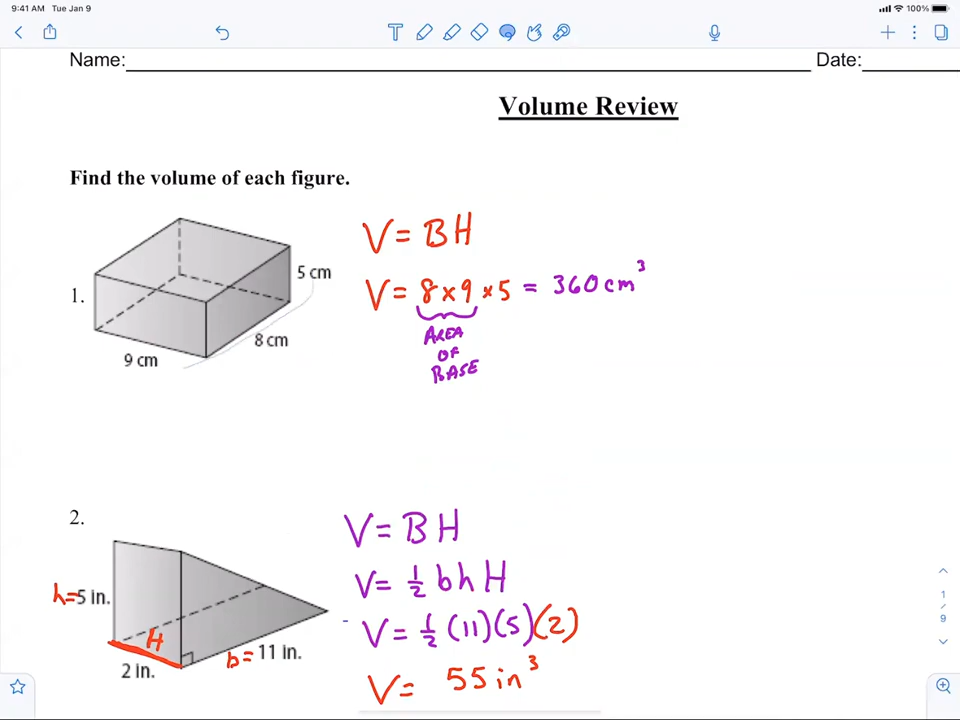 9:41 AM Tue Jan 9 100%
Name: Date:
Volume Review
Find the volume of each figure.
1.
5 cm
8 cm
9 cm
V = BH
V = 8 × 9 × 5 = 360 cm³
AREA
OF
BASE
2.
h=5 in.
H
2 in.
b= 11 in.
V = BH
V = ½ b h H
V = ½ (11)(5)(2)
V = 55 in³
1
/
9